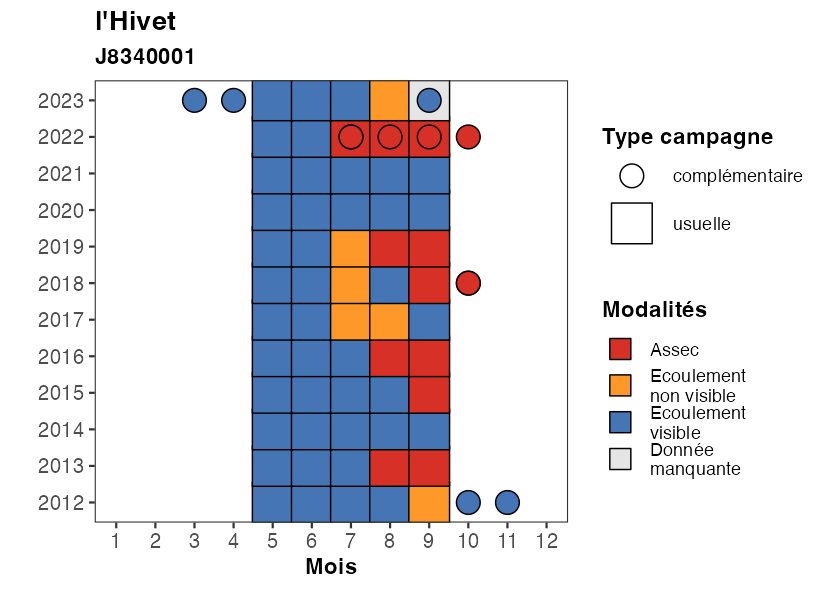 l'Hivet
J8340001
2023
2022
2021
2020
2019
2018
2017
2016
2015
2014
2013
2012
1 2 3 4 5 6 7 8 9 10 11 12
Mois
Type campagne
complémentaire
usuelle
Modalités
Assec
Ecoulement
non visible
Ecoulement
visible
Donnée
manquante